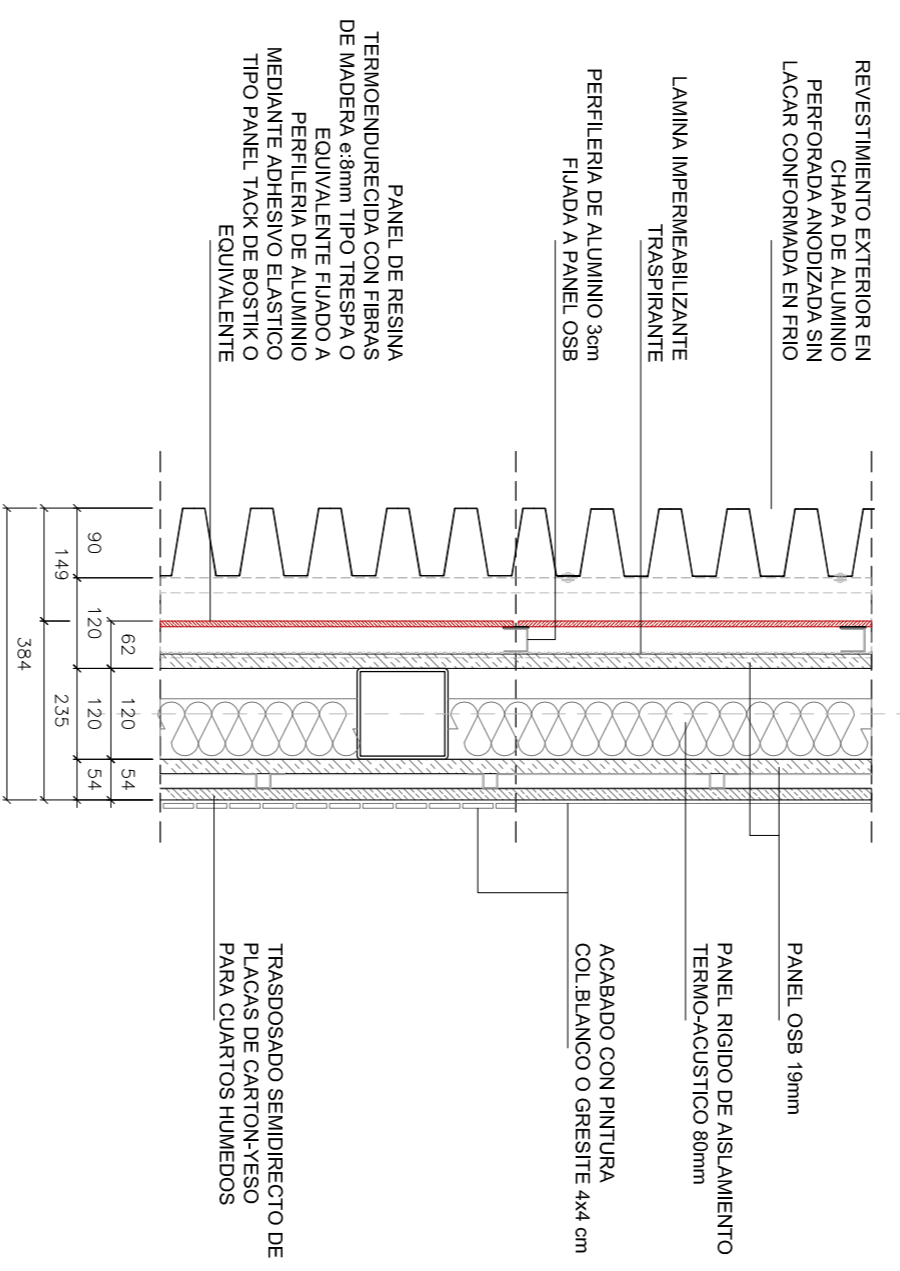 REVESTIMIENTO EXTERIOR EN
CHAPA DE ALUMINIO
PERFORADA ANODIZADA SIN
LACAR CONFORMADA EN FRIO
LAMINA IMPERMEABILIZANTE
TRASPIRANTE
PERFILERIA DE ALUMINIO 3cm
FIJADA A PANEL OSB
PANEL DE RESINA
TERMOENDURECIDA CON FIBRAS
DE MADERA e:8mm TIPO TRESPA O
EQUIVALENTE FIJADO A
PERFILERIA DE ALUMINIO
MEDIANTE ADHESIVO ELASTICO
TIPO PANEL TACK DE BOSTIK O
EQUIVALENTE
PANEL OSB 19mm
PANEL RIGIDO DE AISLAMIENTO
TERMO-ACUSTICO 80mm
ACABADO CON PINTURA
COL.BLANCO O GRESITE 4x4 cm
TRASDOSADO SEMIDIRECTO DE
PLACAS DE CARTON-YESO
PARA CUARTOS HUMEDOS
62 120 54
90 120 120 54
149 235
384